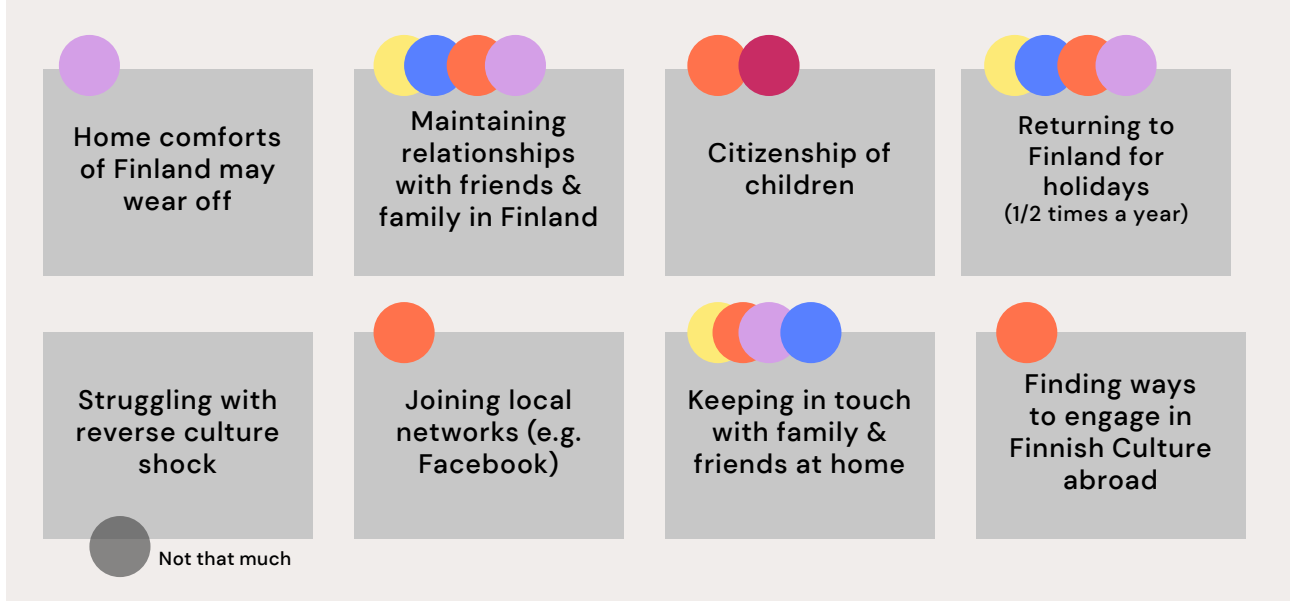 Home comforts
of Finland may
wear off
Maintaining
relationships
with friends &
family in Finland
Citizenship of
children
Returning to
Finland for
holidays
(1/2 times a year)
Struggling with
reverse culture
shock
Not that much
Joining local
networks (e.g.
Facebook)
Keeping in touch
with family &
friends at home
Finding ways
to engage in
Finnish Culture
abroad